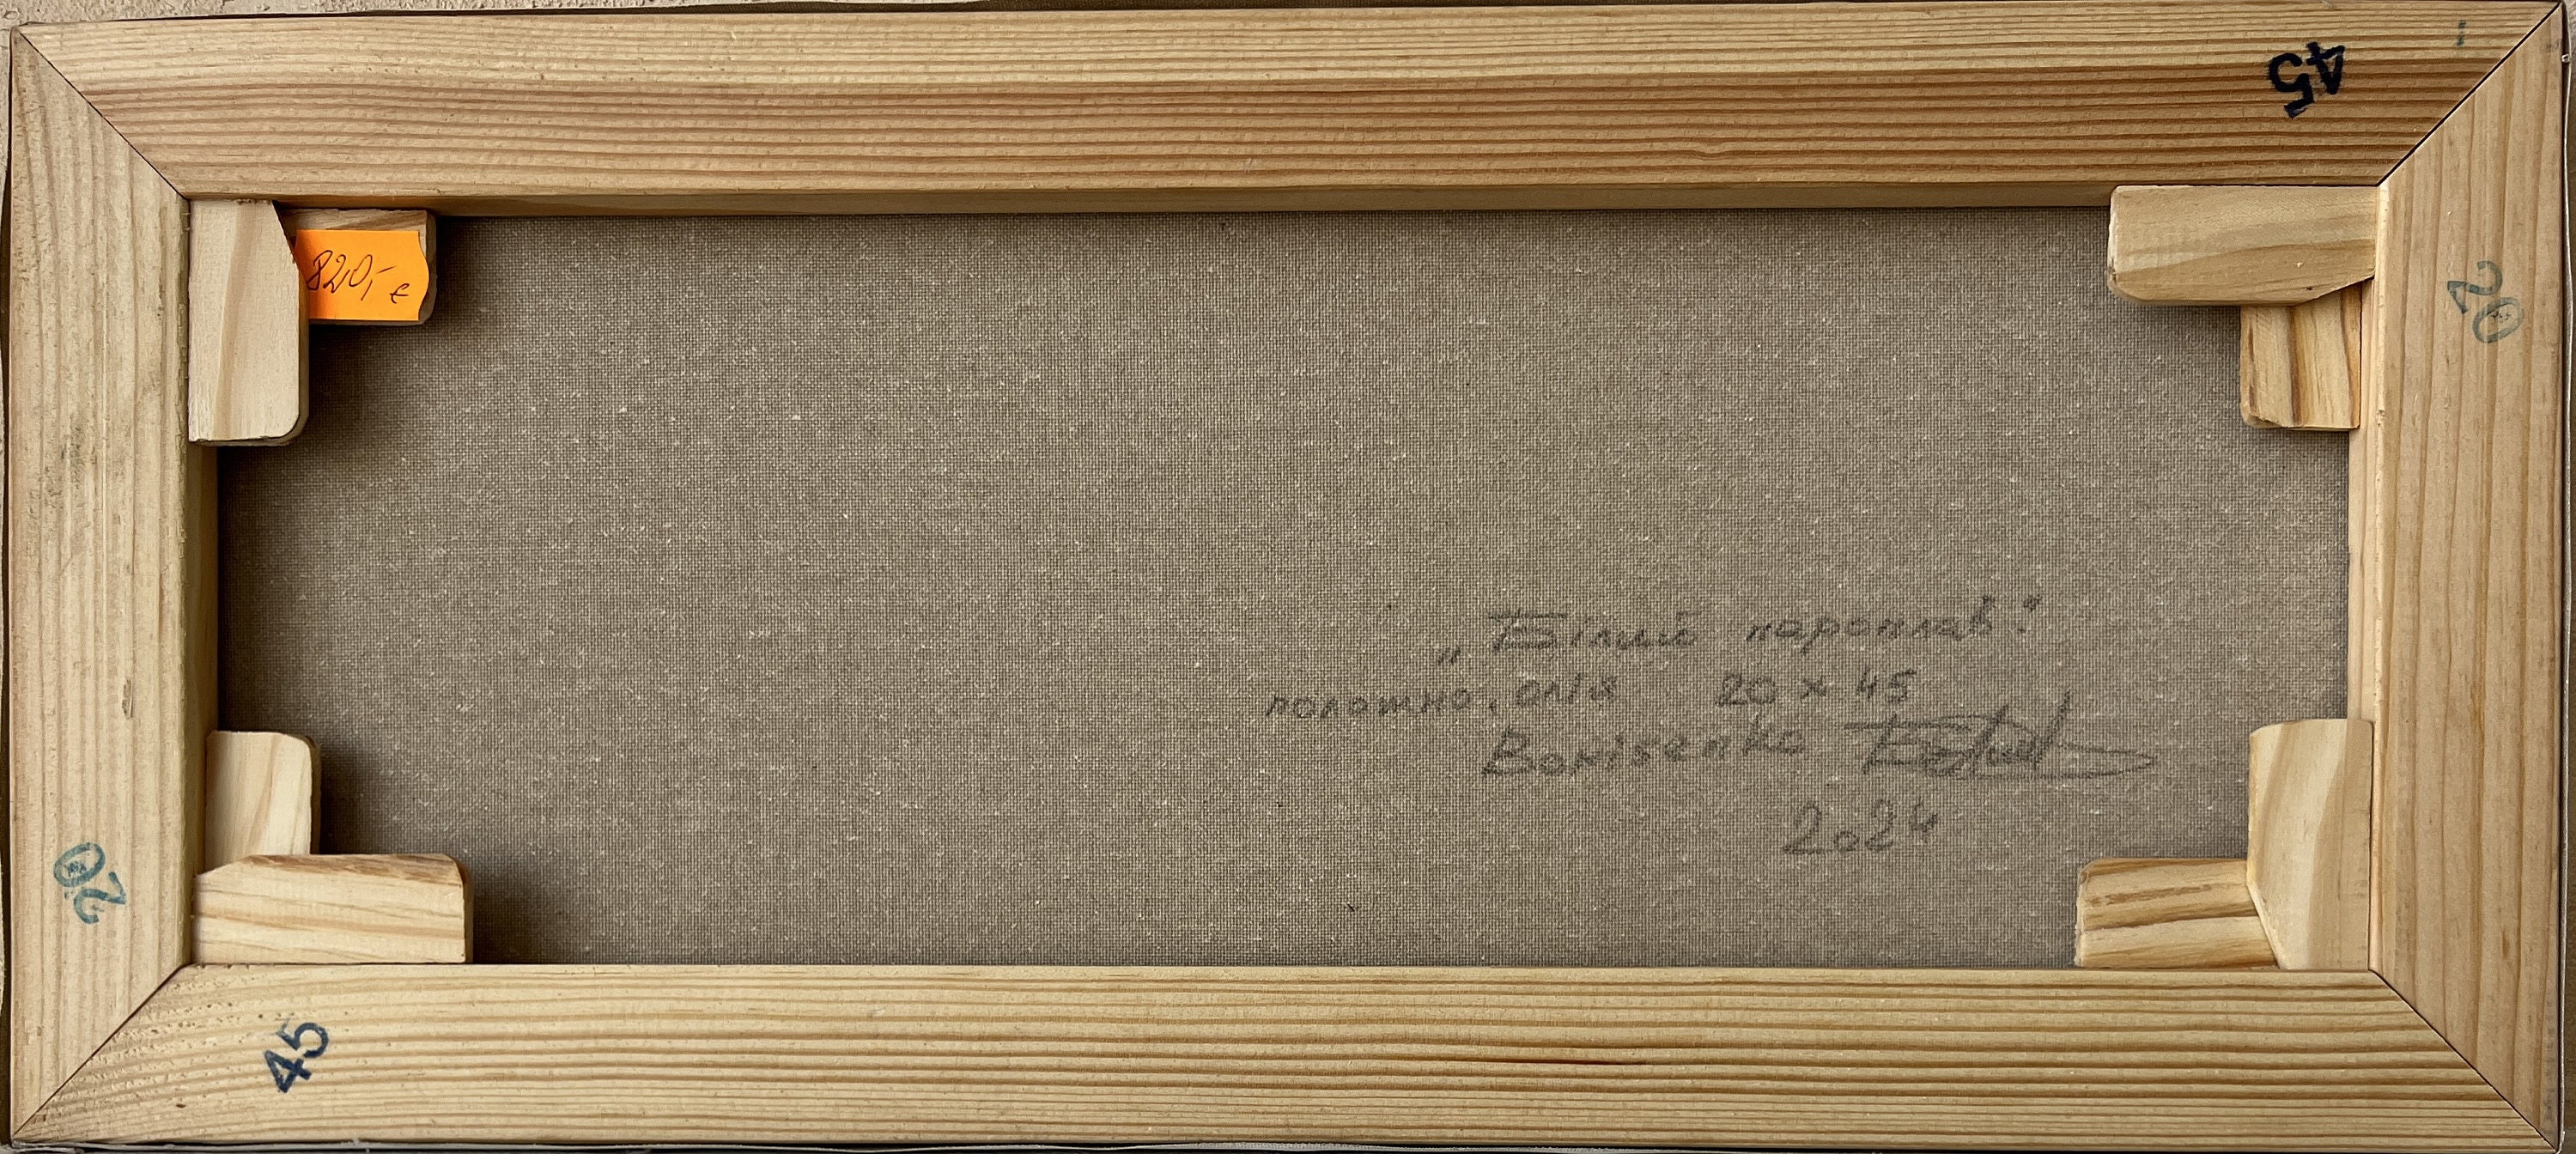 45
820,- €
20
„Білий пароплав"
полотно, олія 20 x 45
Borisenko
2024
20
45